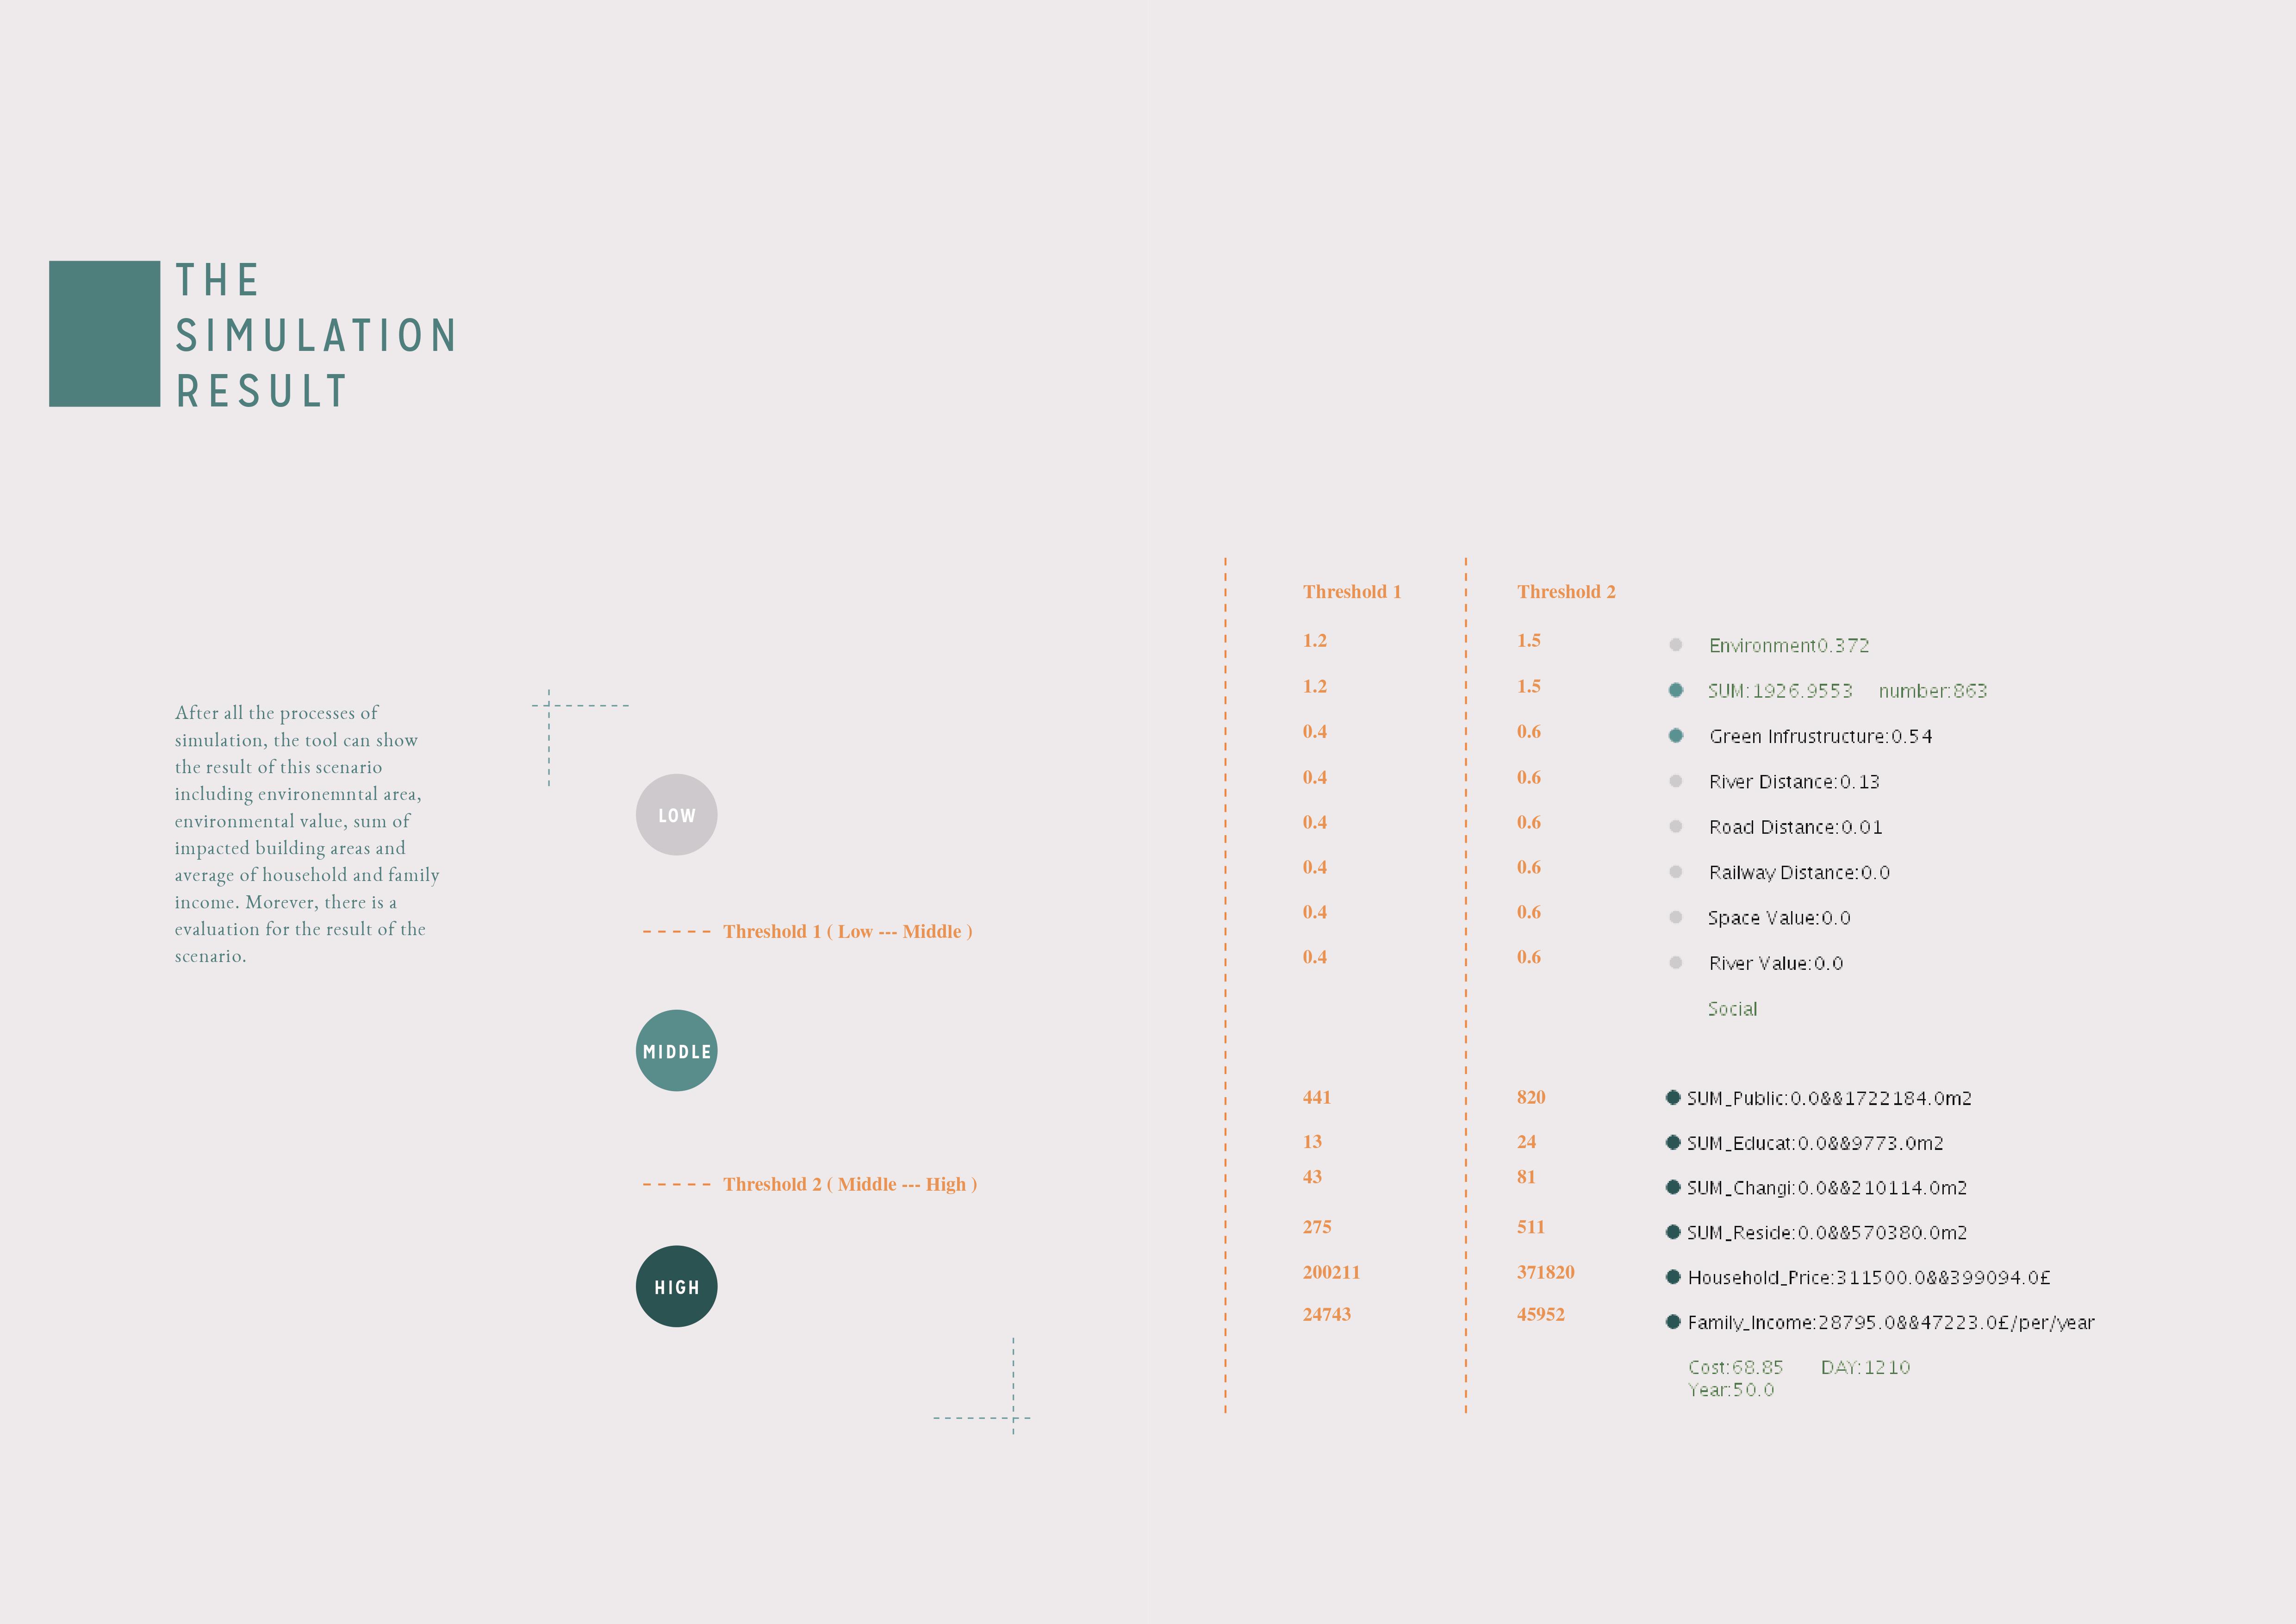 THE
SIMULATION
RESULT
After all the processes of
simulation, the tool can show
the result of this scenario
including environemntal area,
environmental value, sum of
impacted building areas and
average of household and family
income. Morever, there is a
evaluation for the result of the
scenario.
LOW
Threshold 1 ( Low --- Middle )
MIDDLE
Threshold 2 ( Middle --- High )
HIGH
Threshold 1 Threshold 2
1.2 1.5 Environment0.372
1.2 1.5 SUM:1926.9553 number:863
0.4 0.6 Green Infrustructure:0.54
0.4 0.6 River Distance:0.13
0.4 0.6 Road Distance:0.01
0.4 0.6 Railway Distance:0.0
0.4 0.6 Space Value:0.0
0.4 0.6 River Value:0.0
Social
441 820 SUM_Public:0.0&&1722184.0m2
13 24 SUM_Educat:0.0&&9773.0m2
43 81 SUM_Changi:0.0&&210114.0m2
275 511 SUM_Reside:0.0&&570380.0m2
200211 371820 Household_Price:311500.0&&399094.0£
24743 45952 Family_Income:28795.0&&47223.0£/per/year
Cost:68.85 DAY:1210
Year:50.0